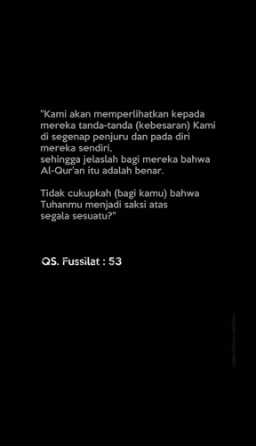 "Kami akan memperlihatkan kepada
mereka tanda-tanda (kebesaran) Kami
di segenap penjuru dan pada diri
mereka sendiri,
sehingga jelaslah bagi mereka bahwa
Al-Qur'an itu adalah benar.
Tidak cukupkah (bagi kamu) bahwa
Tuhanmu menjadi saksi atas
segala sesuatu?"
QS. Fussilat : 53